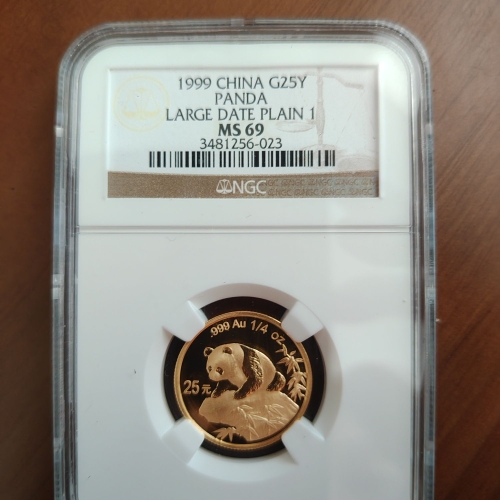 1999 CHINA G25Y
PANDA
LARGE DATE PLAIN 1
MS 69
3481256-023
NGC
.999 Au 1/4 oz
25元